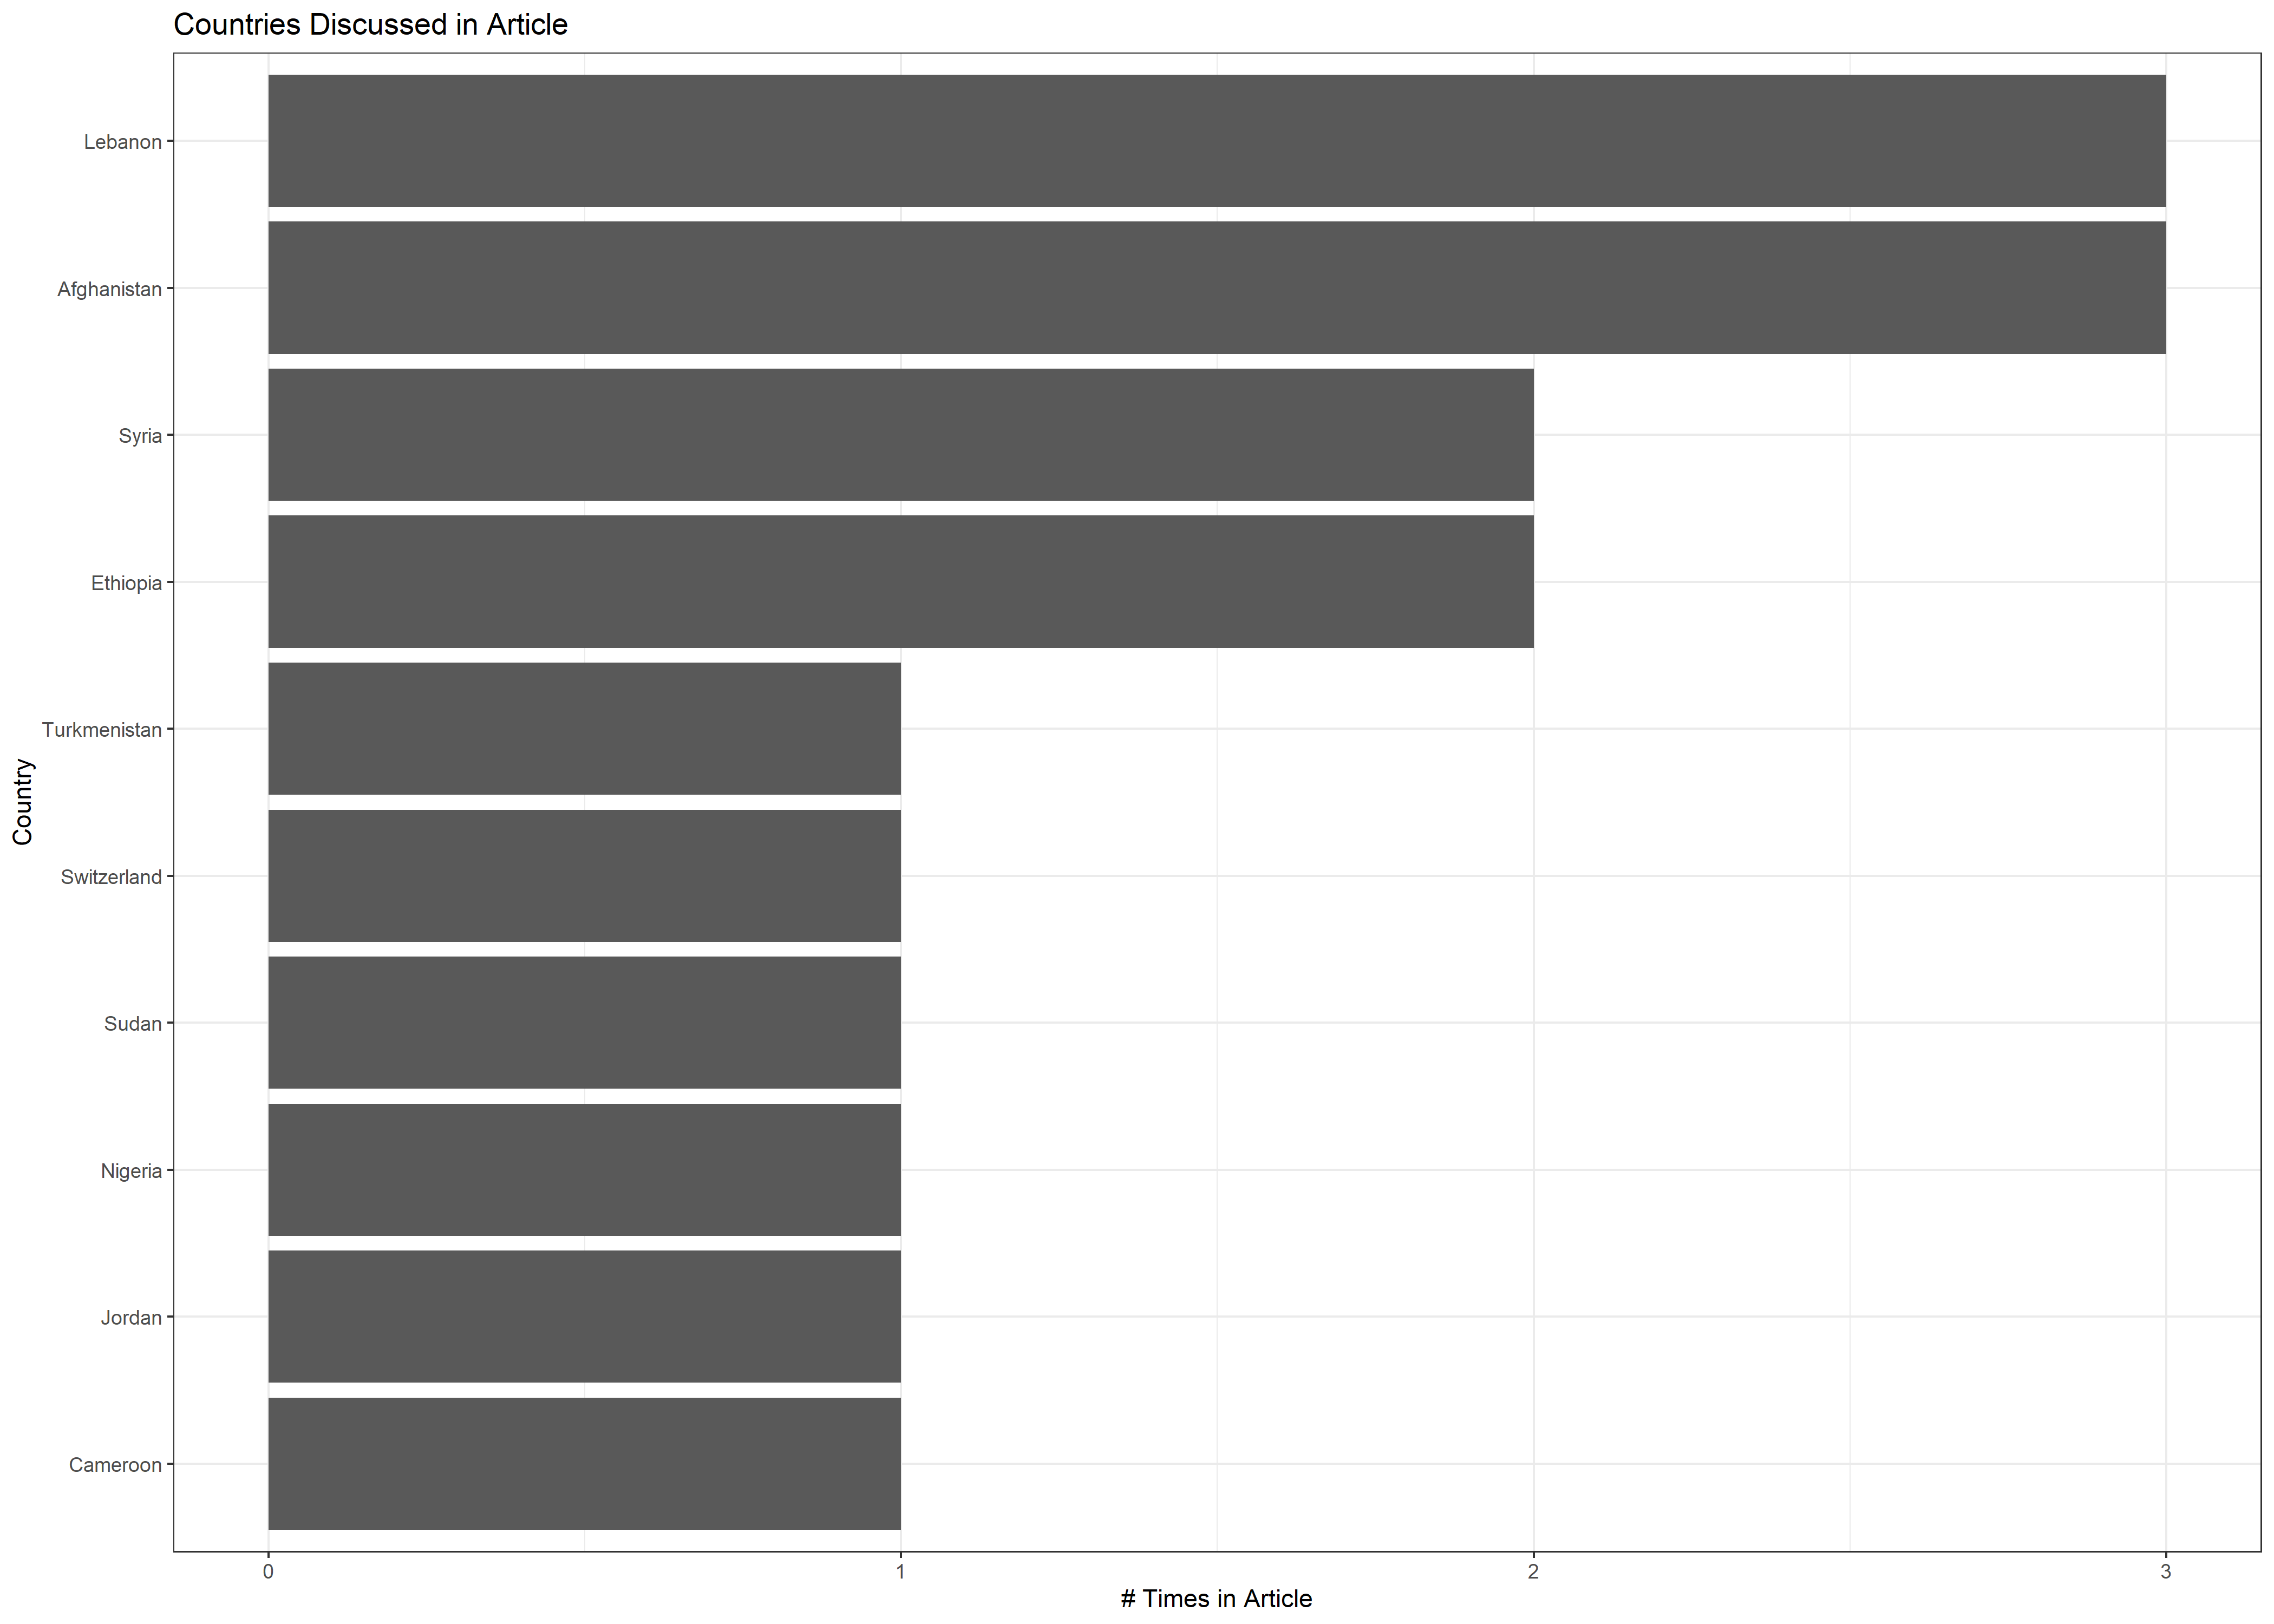 Countries Discussed in Article
Lebanon
Afghanistan
Syria
Ethiopia
Turkmenistan
Switzerland
Sudan
Nigeria
Jordan
Cameroon
Country
0 1 2 3
# Times in Article